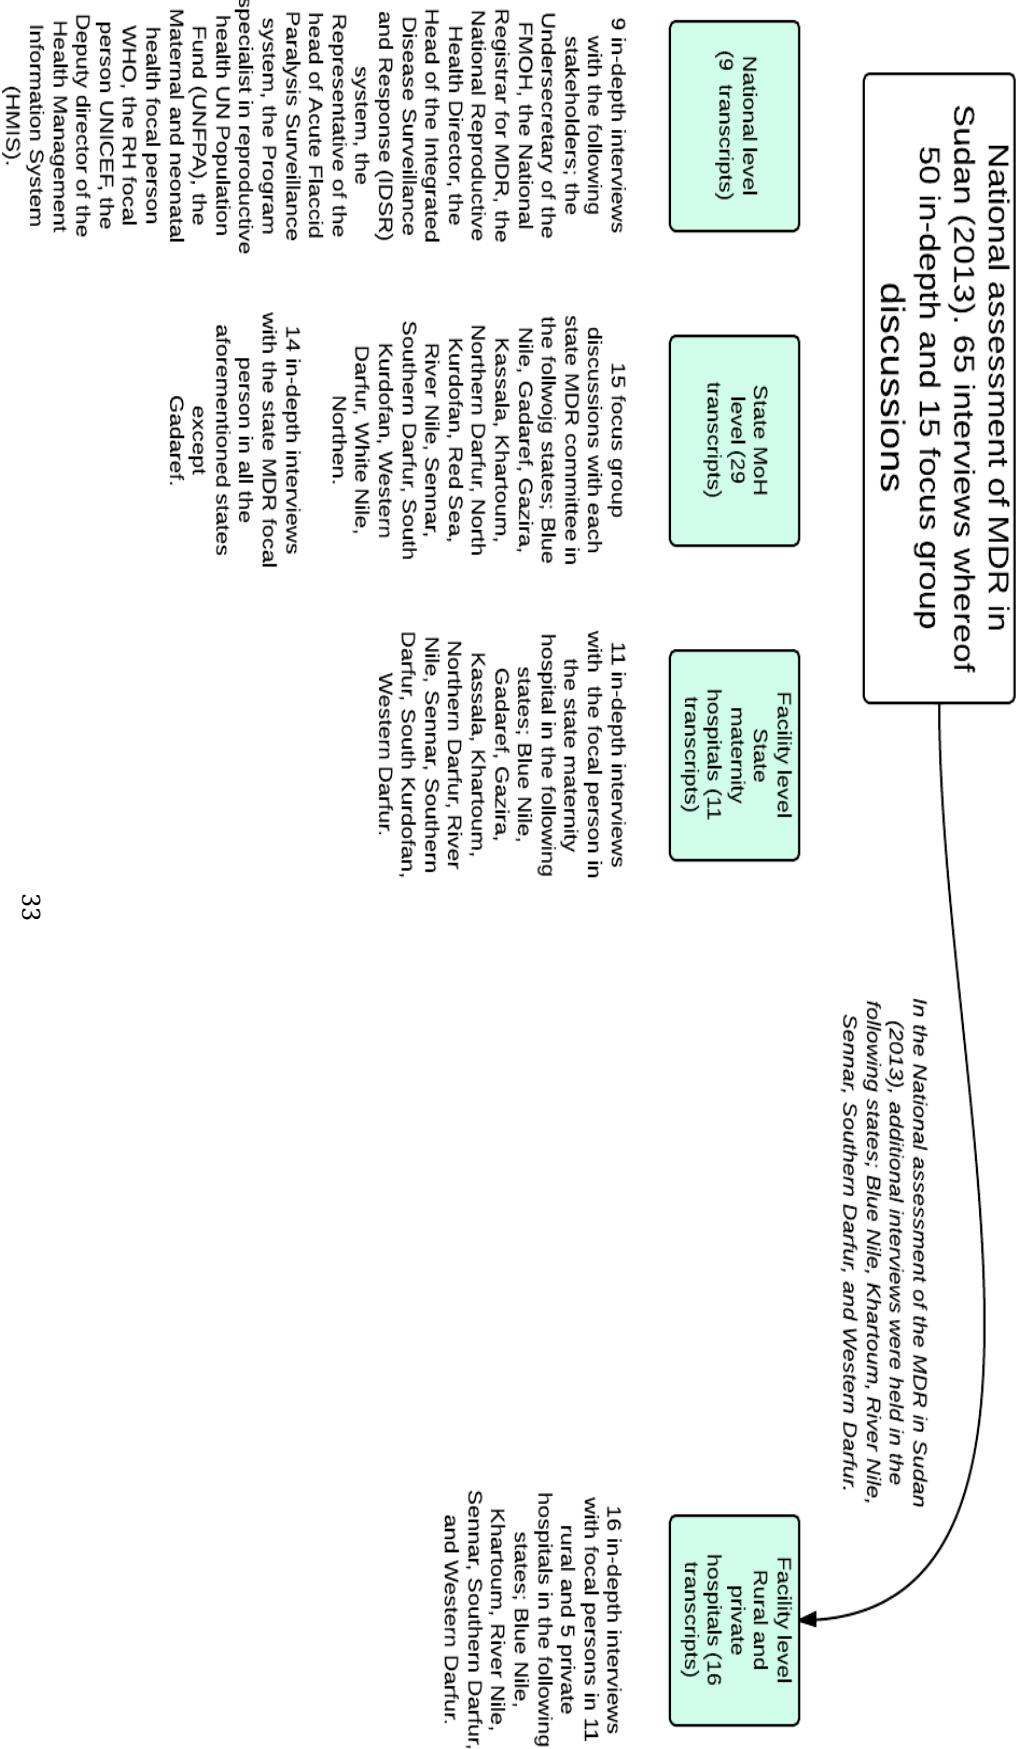 National assessment of MDR in
Sudan (2013). 65 interviews whereof
50 in-depth and 15 focus group
discussions
In the National assessment of the MDR in Sudan
(2013), additional interviews were held in the
following states; Blue Nile, Khartoum, River Nile,
Sennar, Southern Darfur, and Western Darfur.
National level
(9 transcripts)
9 in-depth interviews
with the following
stakeholders; the
Undersecretary of the
FMOH, the National
Registrar for MDR, the
National Reproductive
Health Director, the
Head of the Integrated
Disease Surveillance
and Response (IDSR)
system, the
Representative of the
head of Acute Flaccid
Paralysis Surveillance
system, the Program
specialist in reproductive
health UN Population
Fund (UNFPA), the
Maternal and neonatal
health focal person
WHO, the RH focal
person UNICEF, the
Deputy director of the
Health Management
Information System
(HMIS).
State MoH
level (29
transcripts)
15 focus group
discussions with each
state MDR committee in
the follwojg states; Blue
Nile, Gadaref, Gazira,
Kassala, Khartoum,
Northern Darfur, North
Kurdofan, Red Sea,
River Nile, Sennar,
Southern Darfur, South
Kurdofan, Western
Darfur, White Nile,
Northen.
14 in-depth interviews
with the state MDR focal
person in all the
aforementioned states
except
Gadaref.
Facility level
State
maternity
hospitals (11
transcripts)
11 in-depth interviews
with the focal person in
the state maternity
hospital in the following
states; Blue Nile,
Gadaref, Gazira,
Kassala, Khartoum,
Northern Darfur, River
Nile, Sennar, Southern
Darfur, South Kurdofan,
Western Darfur.
Facility level
Rural and
private
hospitals (16
transcripts)
16 in-depth interviews
with focal persons in 11
rural and 5 private
hospitals in the following
states; Blue Nile,
Khartoum, River Nile,
Sennar, Southern Darfur,
and Western Darfur.
33